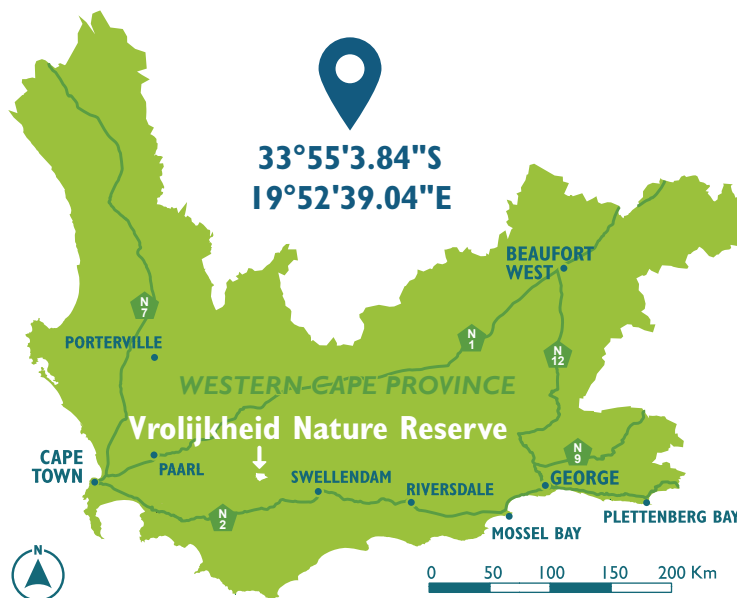 33°55'3.84"S
19°52'39.04"E
BEAUFORT
WEST
N
7
N
1
PORTERVILLE
N
12
WESTERN-CAPE PROVINCE
Vrolijkheid Nature Reserve
CAPE
TOWN
PAARL
N
9
SWELLENDAM
RIVERSDALE
GEORGE
N
2
MOSSEL BAY
PLETTENBERG BAY
N
0 50 100 150 200 Km